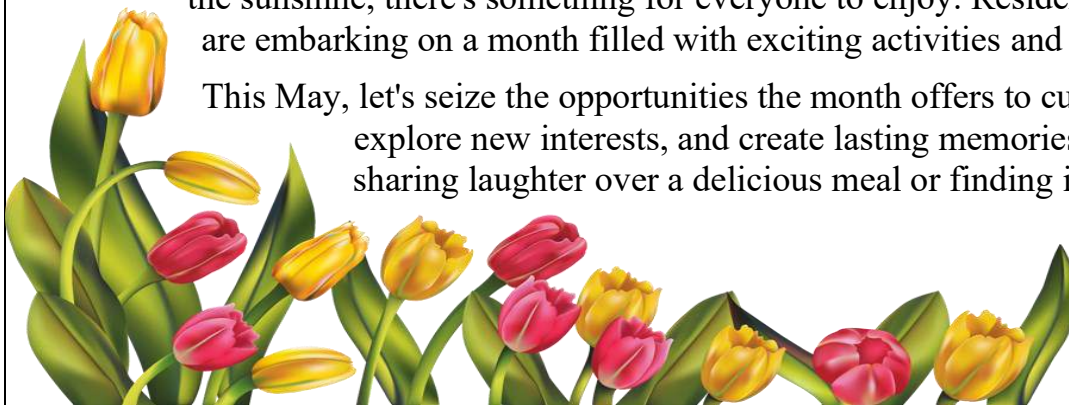 the sunshine, there's something for everyone to enjoy. Reside
are embarking on a month filled with exciting activities and
This May, let's seize the opportunities the month offers to cu
explore new interests, and create lasting memories
sharing laughter over a delicious meal or finding i